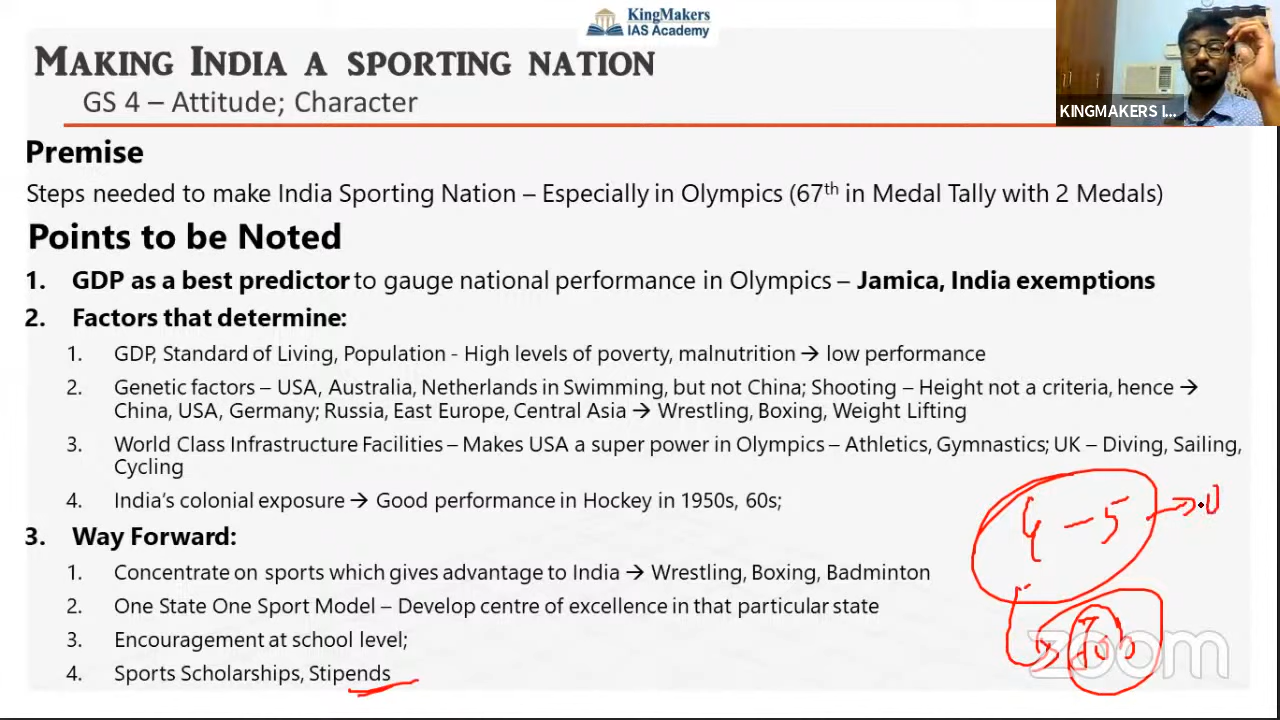 KingMakers
IAS Academy
MAKING INDIA A SPORTING NATION
GS 4 – Attitude; Character
KINGMAKERS I...
Premise
Steps needed to make India Sporting Nation – Especially in Olympics (67th in Medal Tally with 2 Medals)
Points to be Noted
1. GDP as a best predictor to gauge national performance in Olympics – Jamica, India exemptions
2. Factors that determine:
1. GDP, Standard of Living, Population - High levels of poverty, malnutrition → low performance
2. Genetic factors – USA, Australia, Netherlands in Swimming, but not China; Shooting – Height not a criteria, hence →
China, USA, Germany; Russia, East Europe, Central Asia → Wrestling, Boxing, Weight Lifting
3. World Class Infrastructure Facilities – Makes USA a super power in Olympics – Athletics, Gymnastics; UK – Diving, Sailing,
Cycling
4. India's colonial exposure → Good performance in Hockey in 1950s, 60s;
4 – 5 →
3. Way Forward:
1. Concentrate on sports which gives advantage to India → Wrestling, Boxing, Badminton
2. One State One Sport Model – Develop centre of excellence in that particular state
3. Encouragement at school level;
Job
zoom
4. Sports Scholarships, Stipends